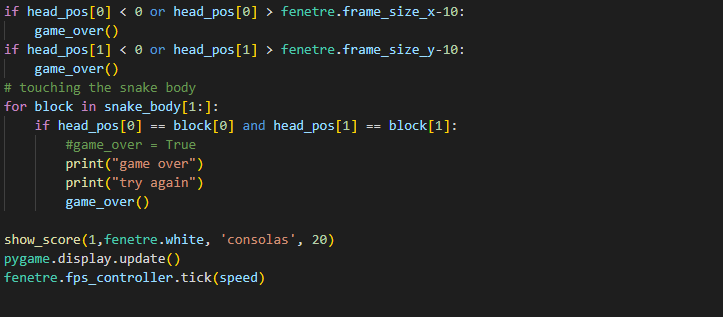 if head_pos[0] < 0 or head_pos[0] > fenetre.frame_size_x-10:
    game_over()
if head_pos[1] < 0 or head_pos[1] > fenetre.frame_size_y-10:
    game_over()
# touching the snake body
for block in snake_body[1:]:
    if head_pos[0] == block[0] and head_pos[1] == block[1]:
        #game_over = True
        print("game over")
        print("try again")
        game_over()

show_score(1,fenetre.white, 'consolas', 20)
pygame.display.update()
fenetre.fps_controller.tick(speed)